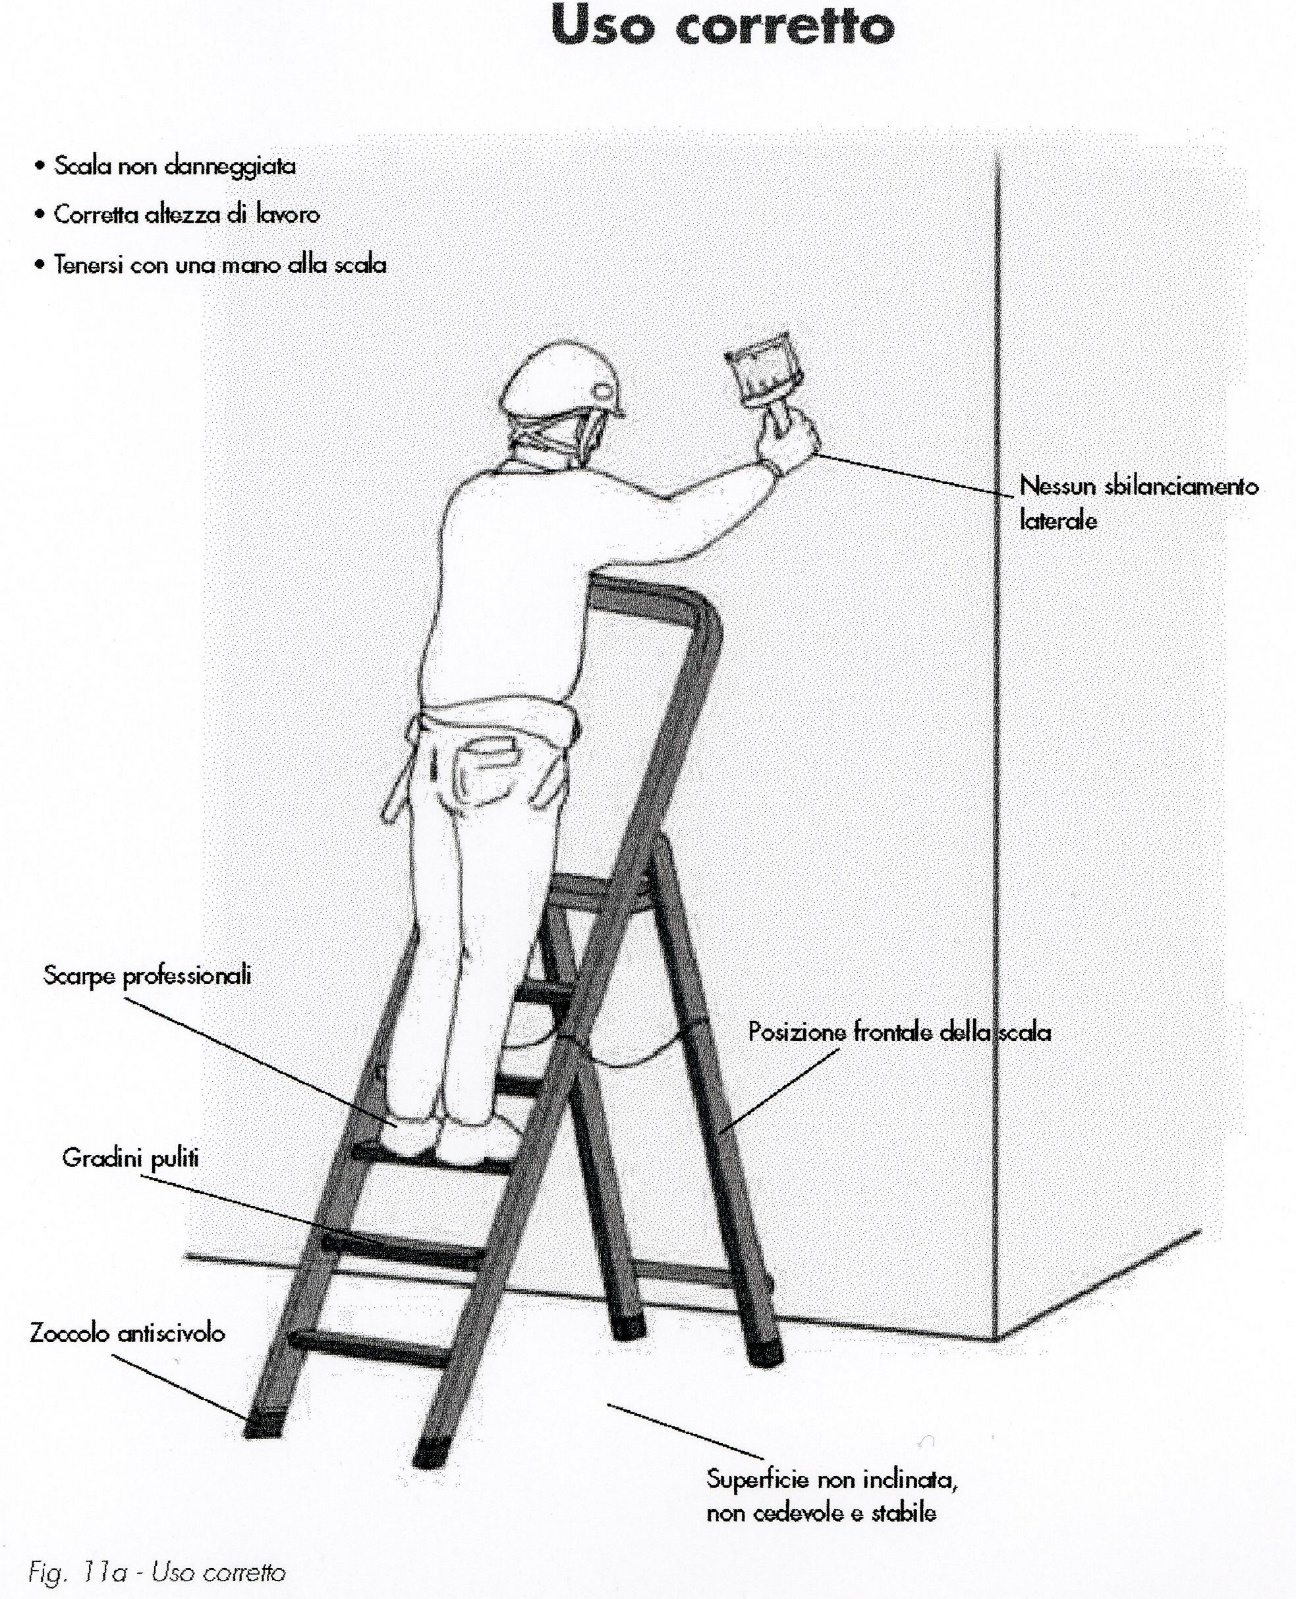 Uso corretto
• Scala non danneggiata
• Corretta altezza di lavoro
• Tenersi con una mano alla scala
Nessun sbilanciamento
laterale
Scarpe professionali
Posizione frontale della scala
Gradini puliti
Zoccolo antiscivolo
Superficie non inclinata,
non cedevole e stabile
Fig. 11a - Uso corretto